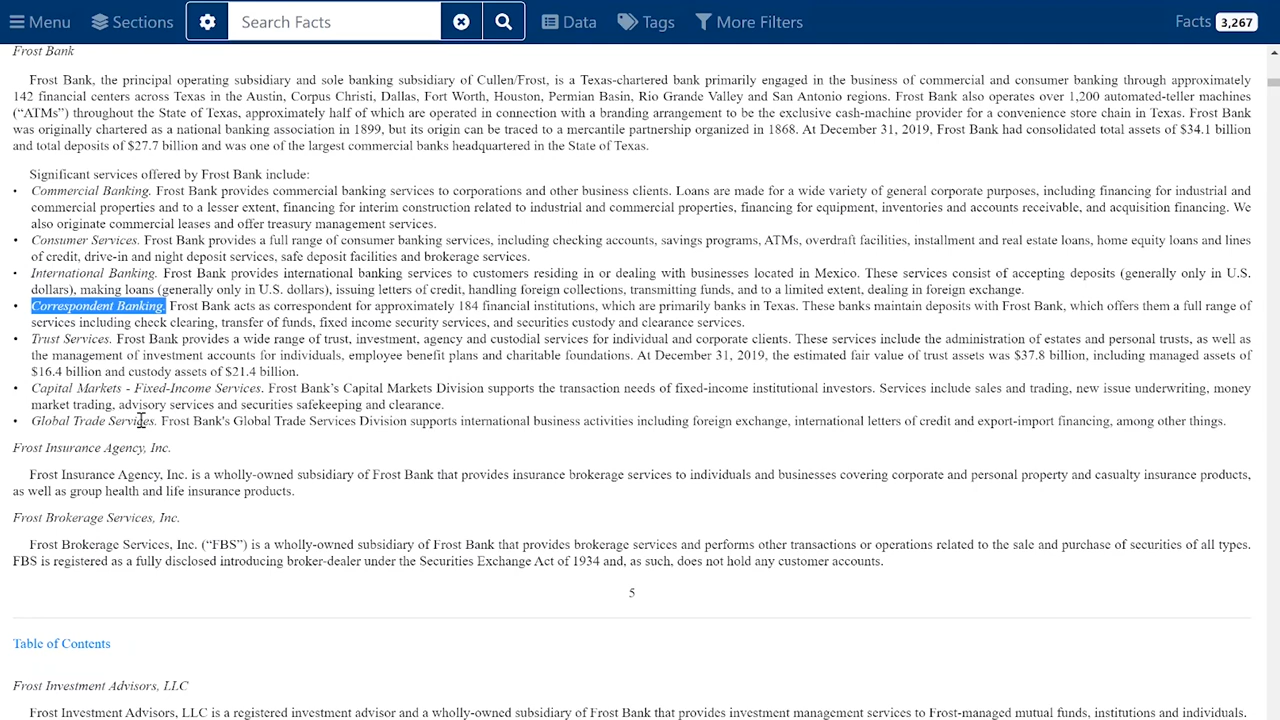 Menu Sections Search Facts Data Tags More Filters Facts 3,267
Frost Bank
Frost Bank, the principal operating subsidiary and sole banking subsidiary of Cullen/Frost, is a Texas-chartered bank primarily engaged in the business of commercial and consumer banking through approximately
142 financial centers across Texas in the Austin, Corpus Christi, Dallas, Fort Worth, Houston, Permian Basin, Rio Grande Valley and San Antonio regions. Frost Bank also operates over 1,200 automated-teller machines
(“ATMs”) throughout the State of Texas, approximately half of which are operated in connection with a branding arrangement to be the exclusive cash-machine provider for a convenience store chain in Texas. Frost Bank
was originally chartered as a national banking association in 1899, but its origin can be traced to a mercantile partnership organized in 1868. At December 31, 2019, Frost Bank had consolidated total assets of $34.1 billion
and total deposits of $27.7 billion and was one of the largest commercial banks headquartered in the State of Texas.
Significant services offered by Frost Bank include:
• Commercial Banking. Frost Bank provides commercial banking services to corporations and other business clients. Loans are made for a wide variety of general corporate purposes, including financing for industrial and
commercial properties and to a lesser extent, financing for interim construction related to industrial and commercial properties, financing for equipment, inventories and accounts receivable, and acquisition financing. We
also originate commercial leases and offer treasury management services.
• Consumer Services. Frost Bank provides a full range of consumer banking services, including checking accounts, savings programs, ATMs, overdraft facilities, installment and real estate loans, home equity loans and lines
of credit, drive-in and night deposit services, safe deposit facilities and brokerage services.
• International Banking. Frost Bank provides international banking services to customers residing in or dealing with businesses located in Mexico. These services consist of accepting deposits (generally only in U.S.
dollars), making loans (generally only in U.S. dollars), issuing letters of credit, handling foreign collections, transmitting funds, and to a limited extent, dealing in foreign exchange.
• Correspondent Banking. Frost Bank acts as correspondent for approximately 184 financial institutions, which are primarily banks in Texas. These banks maintain deposits with Frost Bank, which offers them a full range of
services including check clearing, transfer of funds, fixed income security services, and securities custody and clearance services.
• Trust Services. Frost Bank provides a wide range of trust, investment, agency and custodial services for individual and corporate clients. These services include the administration of estates and personal trusts, as well as
the management of investment accounts for individuals, employee benefit plans and charitable foundations. At December 31, 2019, the estimated fair value of trust assets was $37.8 billion, including managed assets of
$16.4 billion and custody assets of $21.4 billion.
• Capital Markets - Fixed-Income Services. Frost Bank’s Capital Markets Division supports the transaction needs of fixed-income institutional investors. Services include sales and trading, new issue underwriting, money
market trading, advisory services and securities safekeeping and clearance.
• Global Trade Services. Frost Bank's Global Trade Services Division supports international business activities including foreign exchange, international letters of credit and export-import financing, among other things.
Frost Insurance Agency, Inc.
Frost Insurance Agency, Inc. is a wholly-owned subsidiary of Frost Bank that provides insurance brokerage services to individuals and businesses covering corporate and personal property and casualty insurance products,
as well as group health and life insurance products.
Frost Brokerage Services, Inc.
Frost Brokerage Services, Inc. (“FBS”) is a wholly-owned subsidiary of Frost Bank that provides brokerage services and performs other transactions or operations related to the sale and purchase of securities of all types.
FBS is registered as a fully disclosed introducing broker-dealer under the Securities Exchange Act of 1934 and, as such, does not hold any customer accounts.
5
Table of Contents
Frost Investment Advisors, LLC
Frost Investment Advisors, LLC is a registered investment advisor and a wholly-owned subsidiary of Frost Bank that provides investment management services to Frost-managed mutual funds, institutions and individuals.